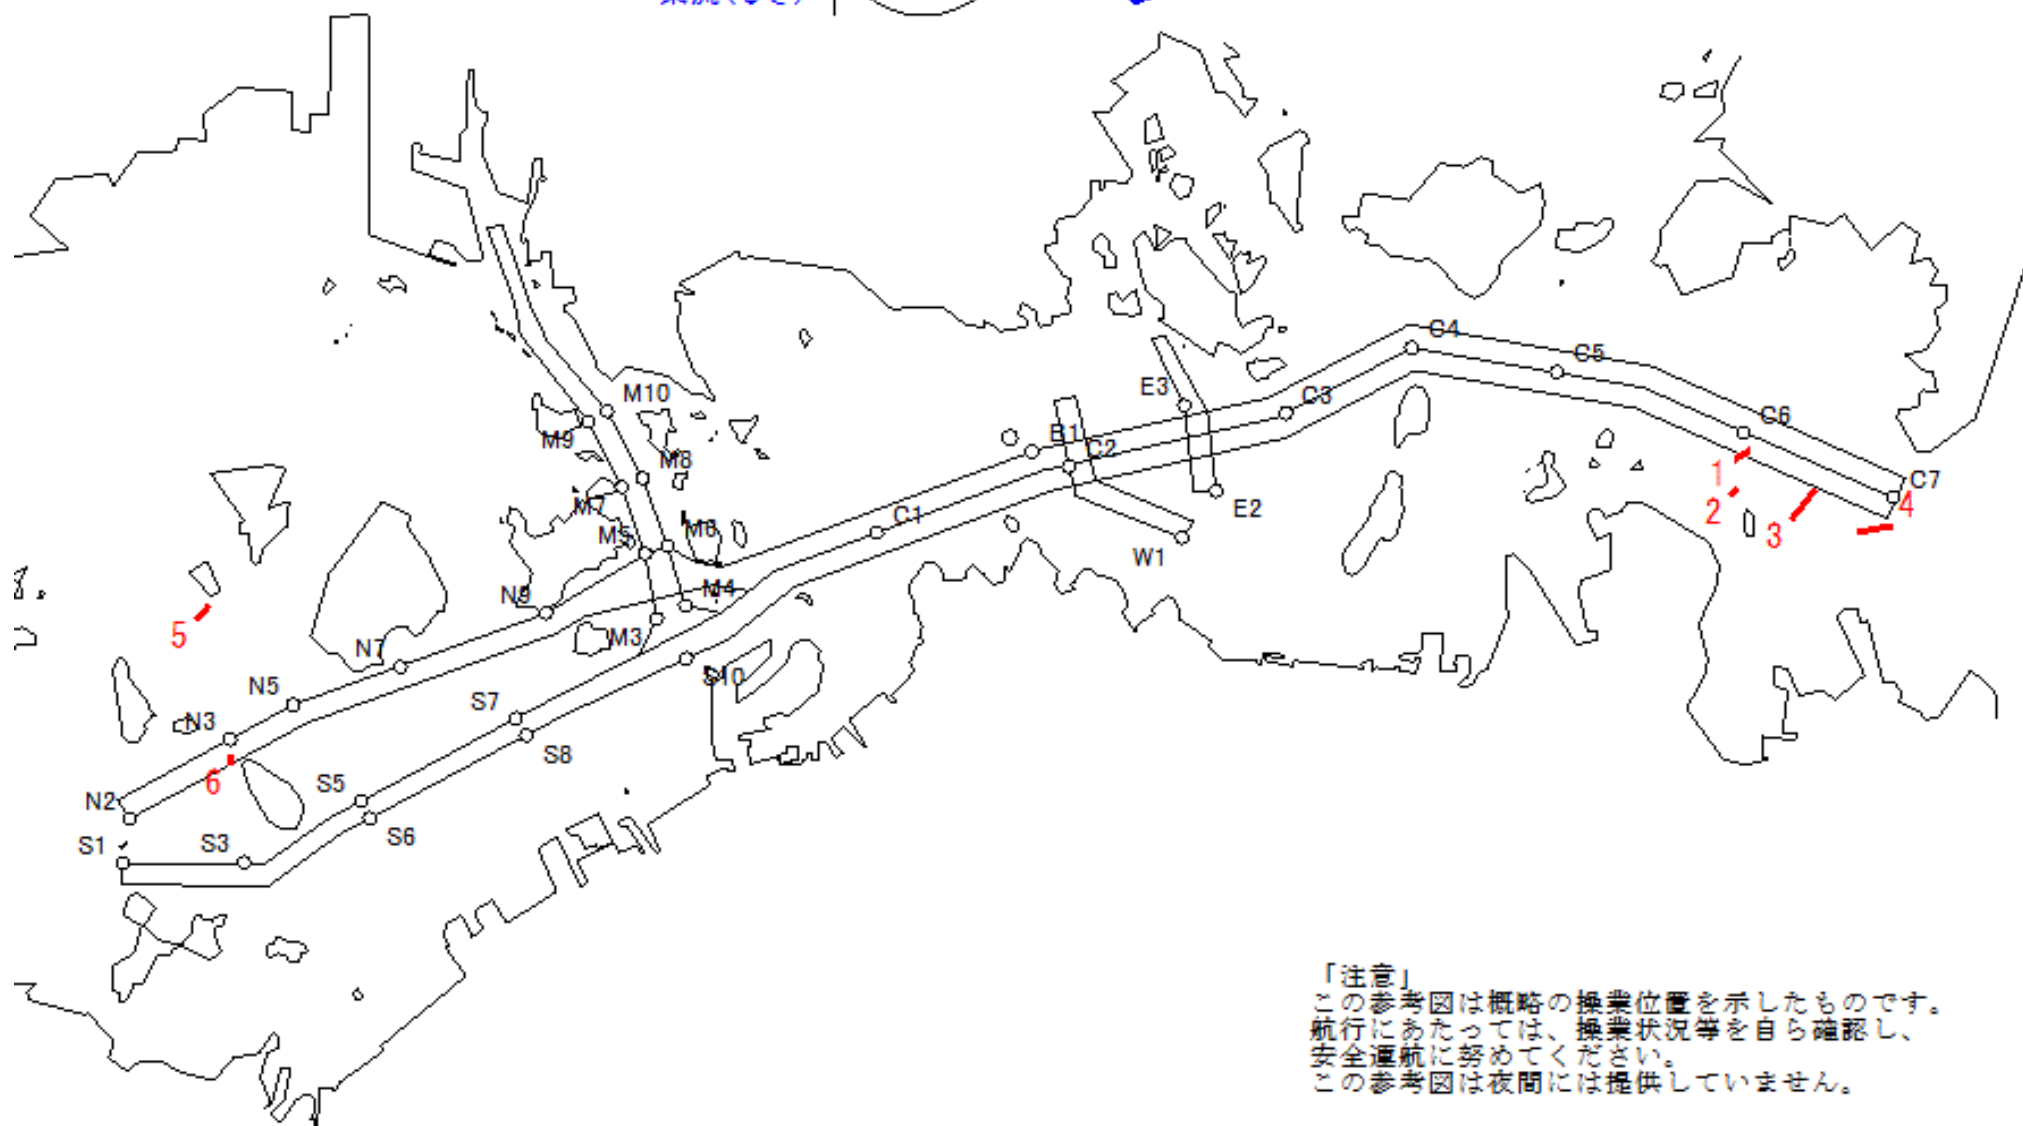 C4
C5
M10
E3
C3
C6
M9
B1
C2
M8
1
C7
M7
2
E2
4
M5
M6
C1
3
W1
N9
M4
5
M3
N7
S10
N5
S7
N3
S8
6
S5
N2
S6
S1
S3
「注意」
この参考図は概略の操業位置を示したものです。
航行にあたっては、操業状況等を自ら確認し、
安全運航に努めてください。
この参考図は夜間には提供していません。